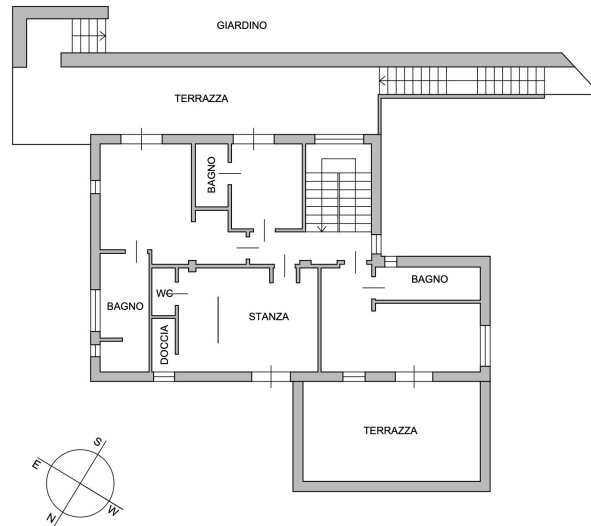 GIARDINO
TERRAZZA
BAGNO
BAGNO
WC
BAGNO
STANZA
DOCCIA
TERRAZZA
S
E
W
N